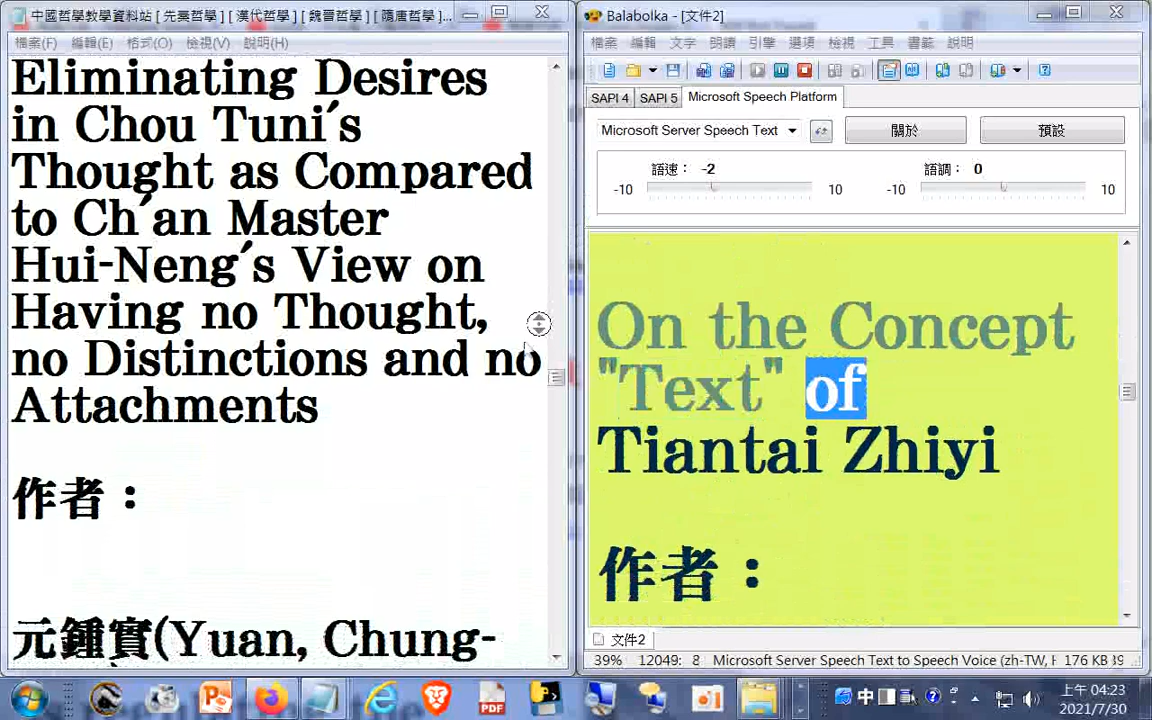 中國哲學教學資料站 [ 先秦哲學 ] [ 漢代哲學 ] [ 魏晉哲學 ] [ 隋唐哲學 ]...
檔案(F) 編輯(E) 格式(O) 檢視(V) 說明(H)
Eliminating Desires
in Chou Tuni's
Thought as Compared
to Ch'an Master
Hui-Neng's View on
Having no Thought,
no Distinctions and no
Attachments
作者：
元鍾實(Yuan, Chung-
Balabolka - [文件2]
檔案 編輯 文字 朗讀 引擎 選項 檢視 工具 書籤 說明
SAPI 4 SAPI 5 Microsoft Speech Platform
Microsoft Server Speech Text 關於 預設
語速： -2 語調： 0
-10 10 -10 10
On the Concept
"Text" of
Tiantai Zhiyi
作者：
文件2
39% 12049: 8 Microsoft Server Speech Text to Speech Voice (zh-TW, H 176 KB
中
上午 04:23
2021/7/30